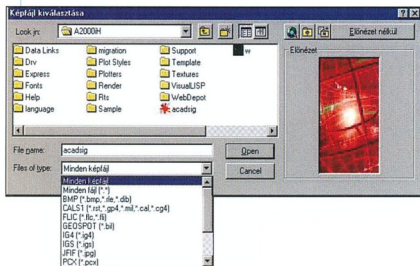 Képfájl kiválasztása
Look in: A2000H
Előnézet nélkül
Data Links
Drv
Express
Fonts
Help
language
migration
Plot Styles
Plotters
Render
Rts
Sample
Support
Template
Textures
VisualLISP
WebDepot
acadsig
w
Előnézet
File name: acadsig
Open
Files of type: Minden képfájl
Cancel
Minden képfájl
Minden fájl (*.*)
BMP (*.bmp,*.rle,*.dib)
CALS1 (*.rst,*.gp4,*.mil,*.cal,*.cg4)
FLIC (*.flc,*.fli)
GEOSPOT (*.bil)
IG4 (*.ig4)
IGS (*.igs)
JFIF (*.jpg)
PCX (*.pcx)